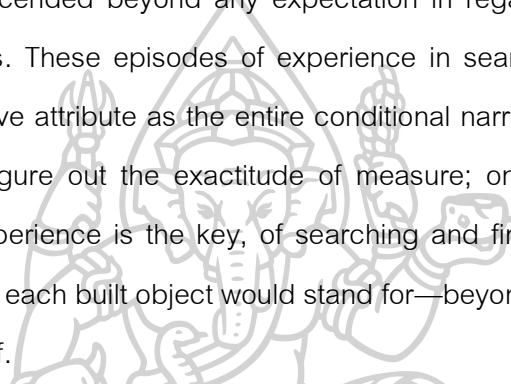 scended beyond any expectation in rega
s. These episodes of experience in sear
ve attribute as the entire conditional narr
gure out the exactitude of measure; or
perience is the key, of searching and fir
each built object would stand for—beyor
f.